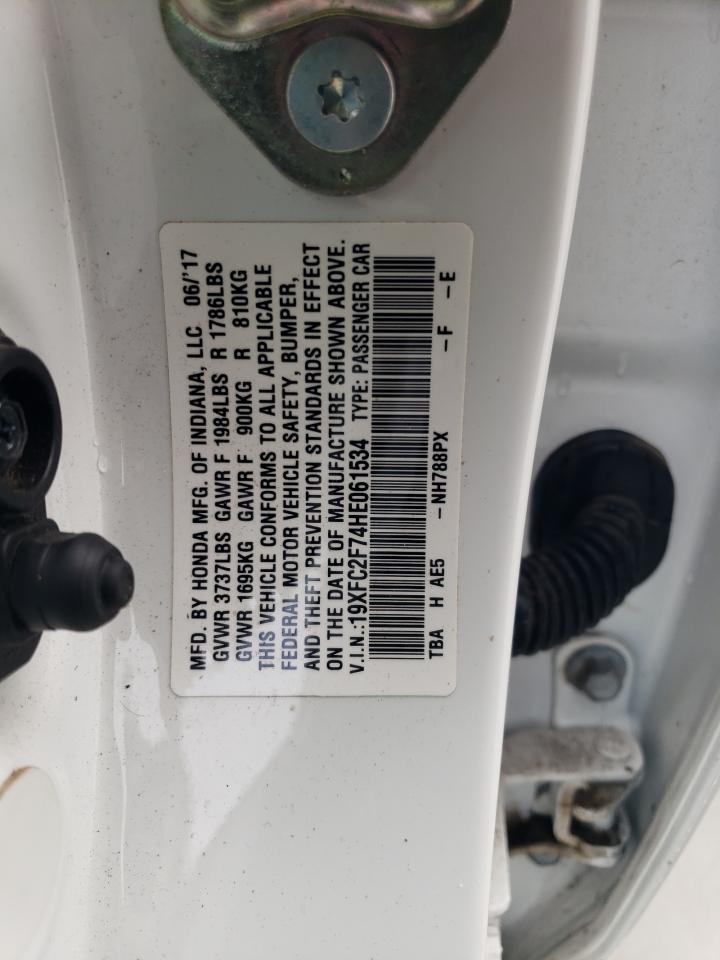 MFD. BY HONDA MFG. OF INDIANA, LLC 06/'17
GVWR 3737LBS GAWR F 1984LBS R 1786LBS
GVWR 1695KG GAWR F 900KG R 810KG
THIS VEHICLE CONFORMS TO ALL APPLICABLE
FEDERAL MOTOR VEHICLE SAFETY, BUMPER,
AND THEFT PREVENTION STANDARDS IN EFFECT
ON THE DATE OF MANUFACTURE SHOWN ABOVE.
V.I.N.:19XFC2F74HE061534 TYPE: PASSENGER CAR
TBA H AE5 -NH788PX -F -E